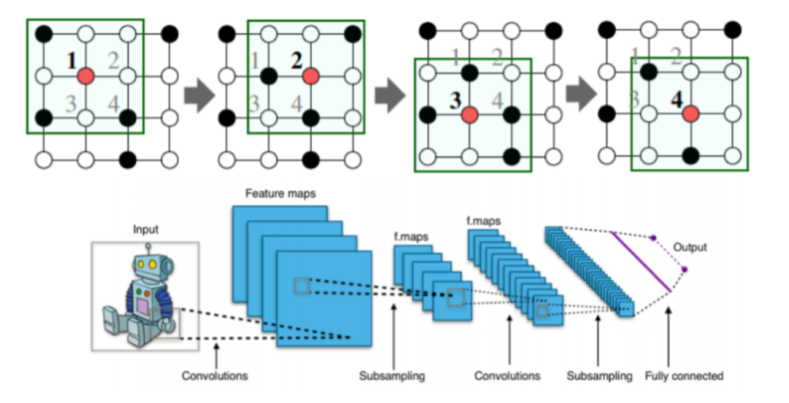 1 2
3 4
1 2
3 4
1 2
3 4
1 2
3 4
Feature maps
Input
f.maps
f.maps
Output
Convolutions
Subsampling
Convolutions
Subsampling
Fully connected